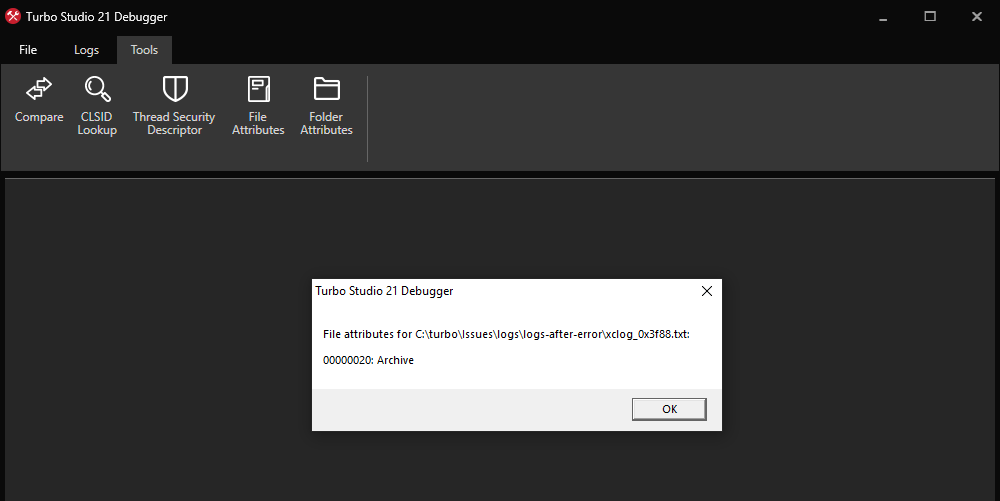 Turbo Studio 21 Debugger
File Logs Tools
Compare
CLSID
Lookup
Thread Security
Descriptor
File
Attributes
Folder
Attributes
Turbo Studio 21 Debugger
File attributes for C:\turbo\Issues\logs\logs-after-error\xclog_0x3f88.txt:
00000020: Archive
OK